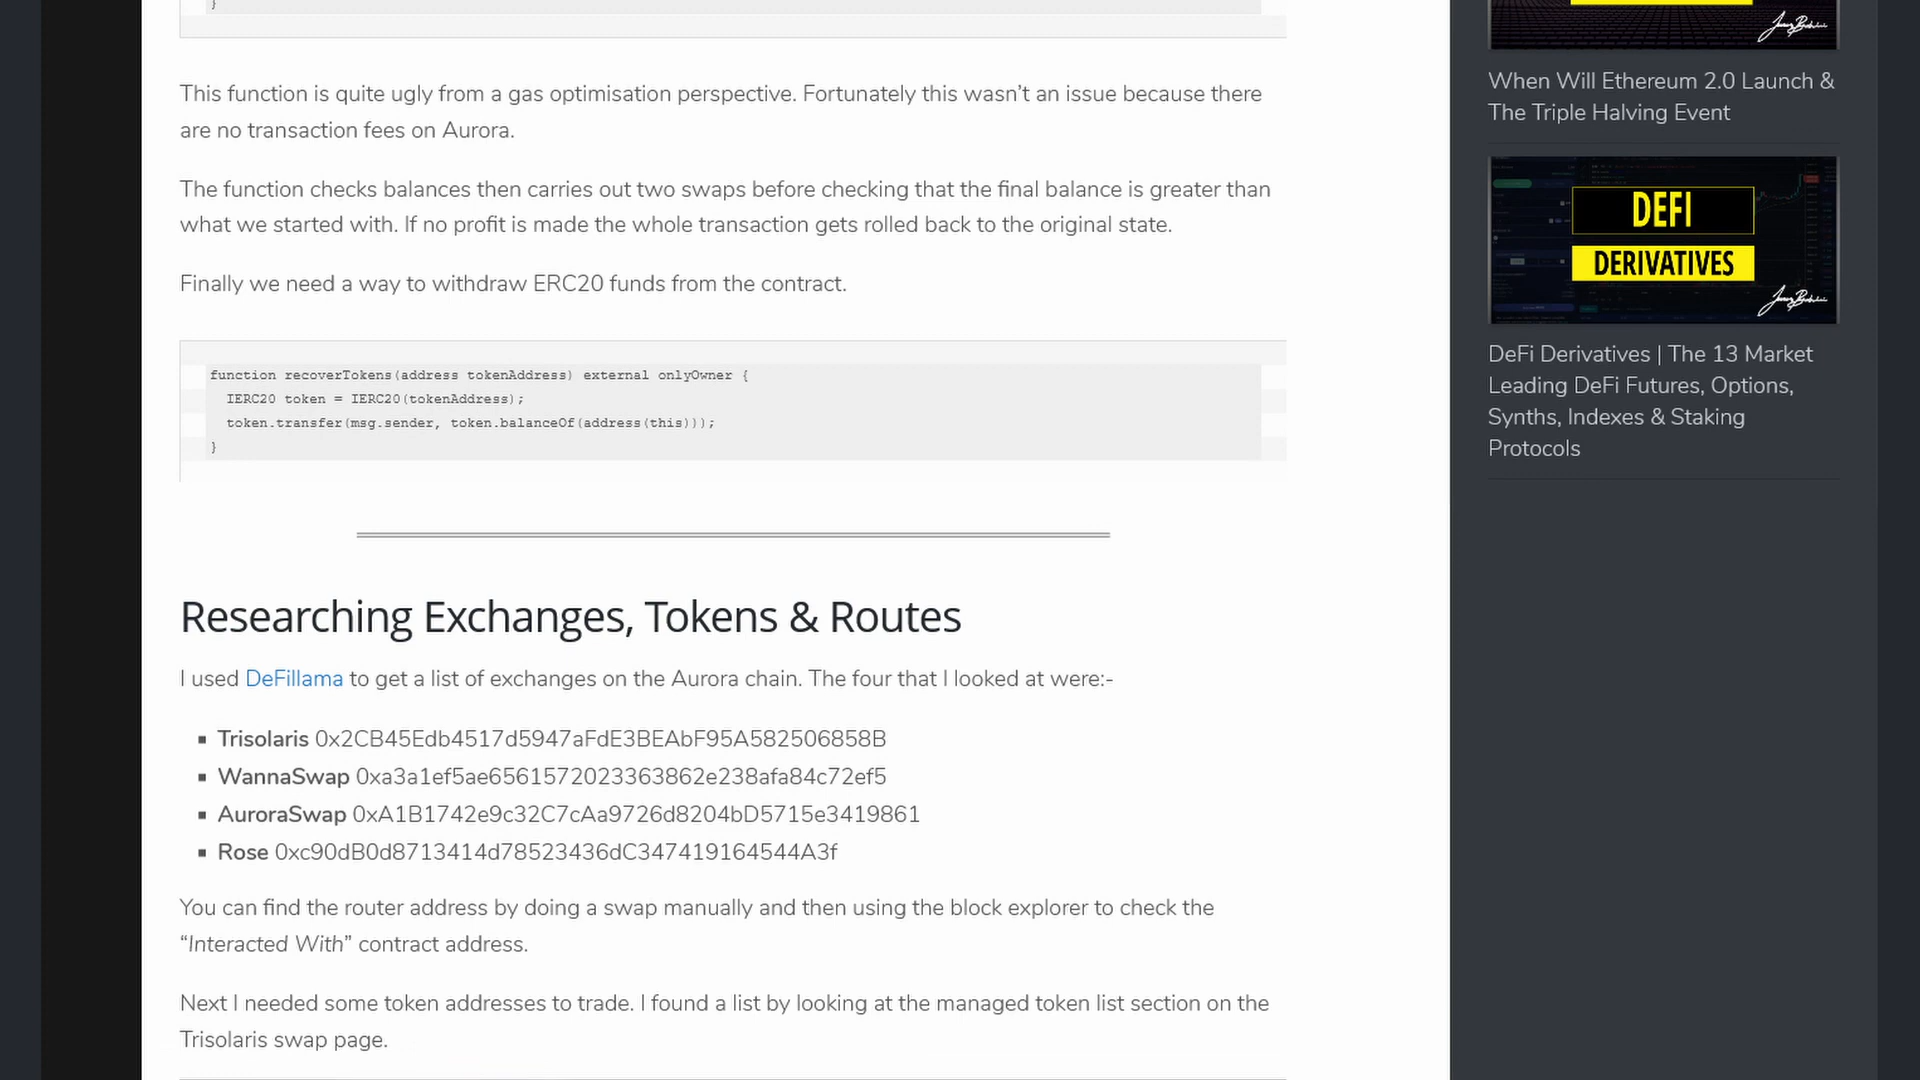 }
This function is quite ugly from a gas optimisation perspective. Fortunately this wasn’t an issue because there
are no transaction fees on Aurora.
The function checks balances then carries out two swaps before checking that the final balance is greater than
what we started with. If no profit is made the whole transaction gets rolled back to the original state.
Finally we need a way to withdraw ERC20 funds from the contract.
function recoverTokens(address tokenAddress) external onlyOwner {
IERC20 token = IERC20(tokenAddress);
token.transfer(msg.sender, token.balanceOf(address(this)));
}
Researching Exchanges, Tokens & Routes
I used DeFillama to get a list of exchanges on the Aurora chain. The four that I looked at were:-
▪ Trisolaris 0x2CB45Edb4517d5947aFdE3BEAbF95A582506858B
▪ WannaSwap 0xa3a1ef5ae6561572023363862e238afa84c72ef5
▪ AuroraSwap 0xA1B1742e9c32C7cAa9726d8204bD5715e3419861
▪ Rose 0xc90dB0d8713414d78523436dC347419164544A3f
You can find the router address by doing a swap manually and then using the block explorer to check the
“Interacted With” contract address.
Next I needed some token addresses to trade. I found a list by looking at the managed token list section on the
Trisolaris swap page.
When Will Ethereum 2.0 Launch &
The Triple Halving Event
DEFI
DERIVATIVES
DeFi Derivatives | The 13 Market
Leading DeFi Futures, Options,
Synths, Indexes & Staking
Protocols